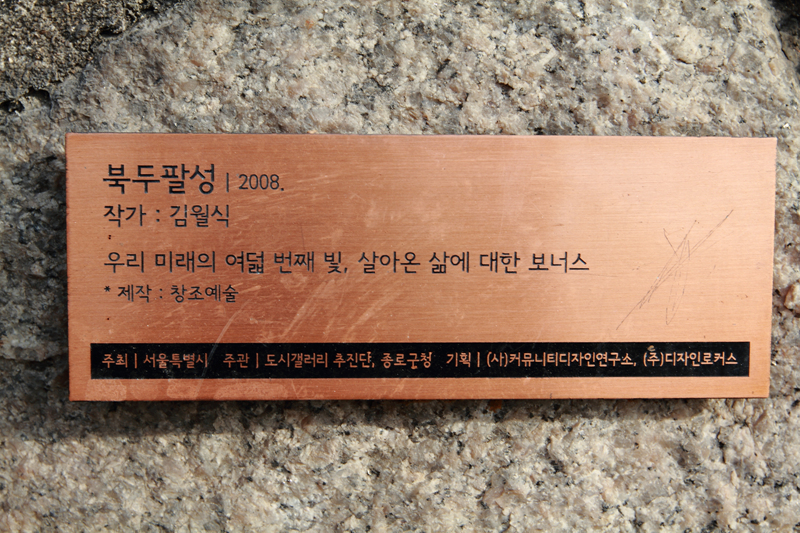 북두팔성 | 2008.
작가 : 김월식
우리 미래의 여덟 번째 빛, 살아온 삶에 대한 보너스
* 제작 : 창조예술
주최 | 서울특별시 주관 | 도시갤러리 추진단, 종로군청 기획 | (사)커뮤니티디자인연구소, (주)디자인로커스